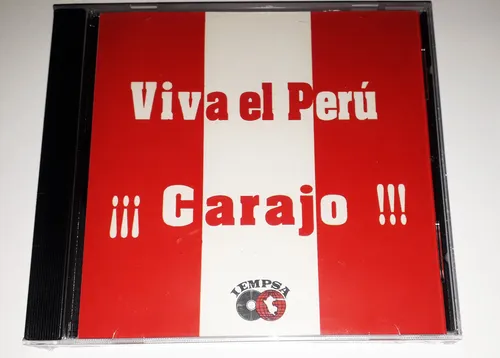 Viva el Perú
¡¡¡ Carajo !!!
IEMPSA